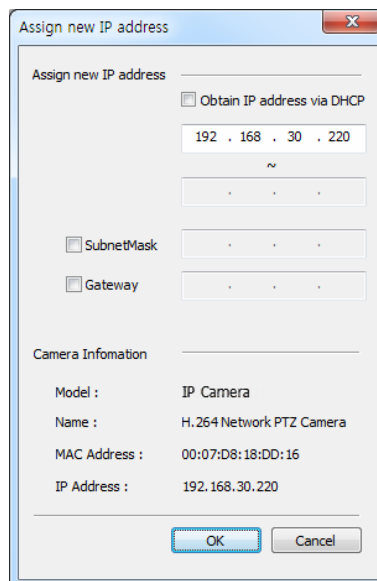 Assign new IP address
Assign new IP address
Obtain IP address via DHCP
192 . 168 . 30 . 220
~
. . .
SubnetMask . . .
Gateway . . .
Camera Infomation
Model : IP Camera
Name : H.264 Network PTZ Camera
MAC Address : 00:07:D8:18:DD:16
IP Address : 192.168.30.220
OK Cancel